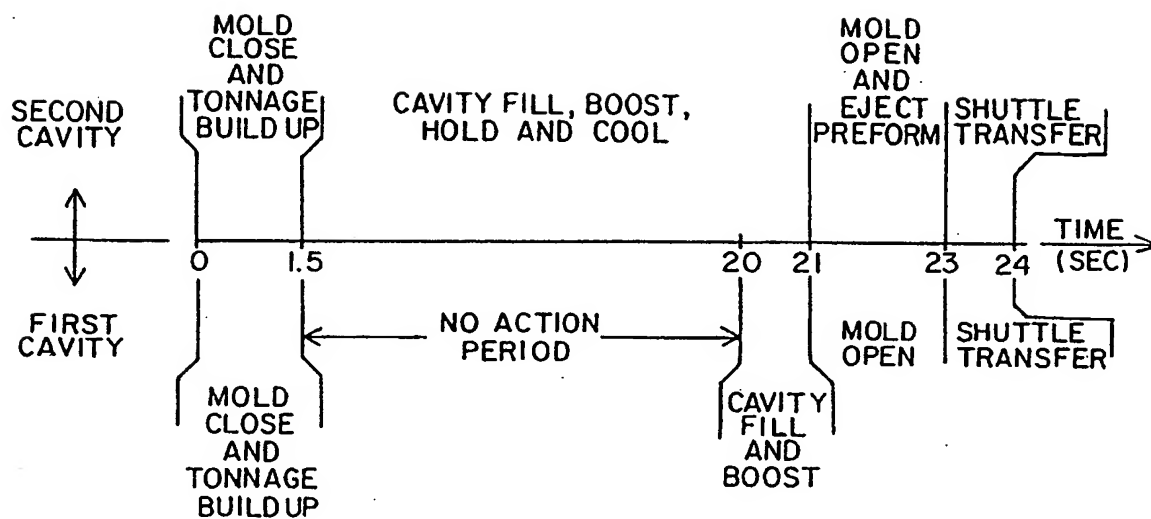 MOLD
CLOSE
AND
TONNAGE
BUILD UP
SECOND
CAVITY
CAVITY FILL, BOOST,
HOLD AND COOL
MOLD
OPEN
AND
EJECT
PREFORM
SHUTTLE
TRANSFER
0
1.5
20
21
23
24
TIME
(SEC)
FIRST
CAVITY
NO ACTION
PERIOD
MOLD
OPEN
SHUTTLE
TRANSFER
MOLD
CLOSE
AND
TONNAGE
BUILD UP
CAVITY
FILL
AND
BOOST